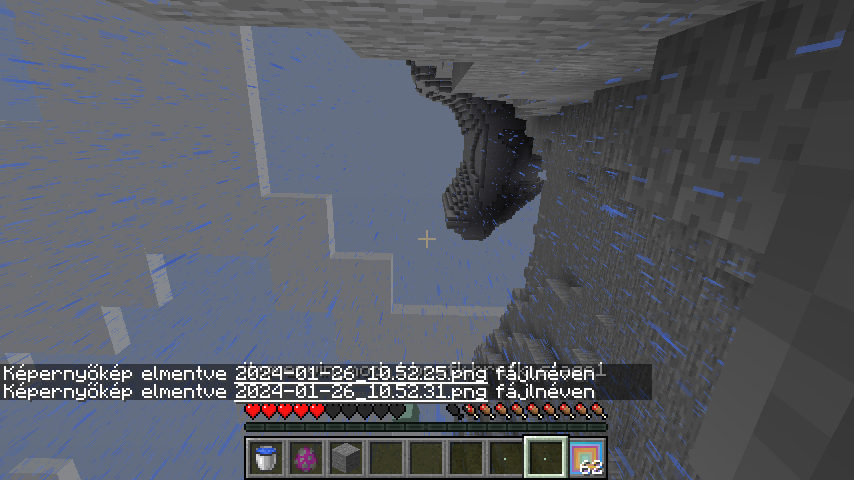 Képernyőkép elmentve 2024-01-26_10.52.25.png fájlnéven
Képernyőkép elmentve 2024-01-26_10.52.31.png fájlnéven
62